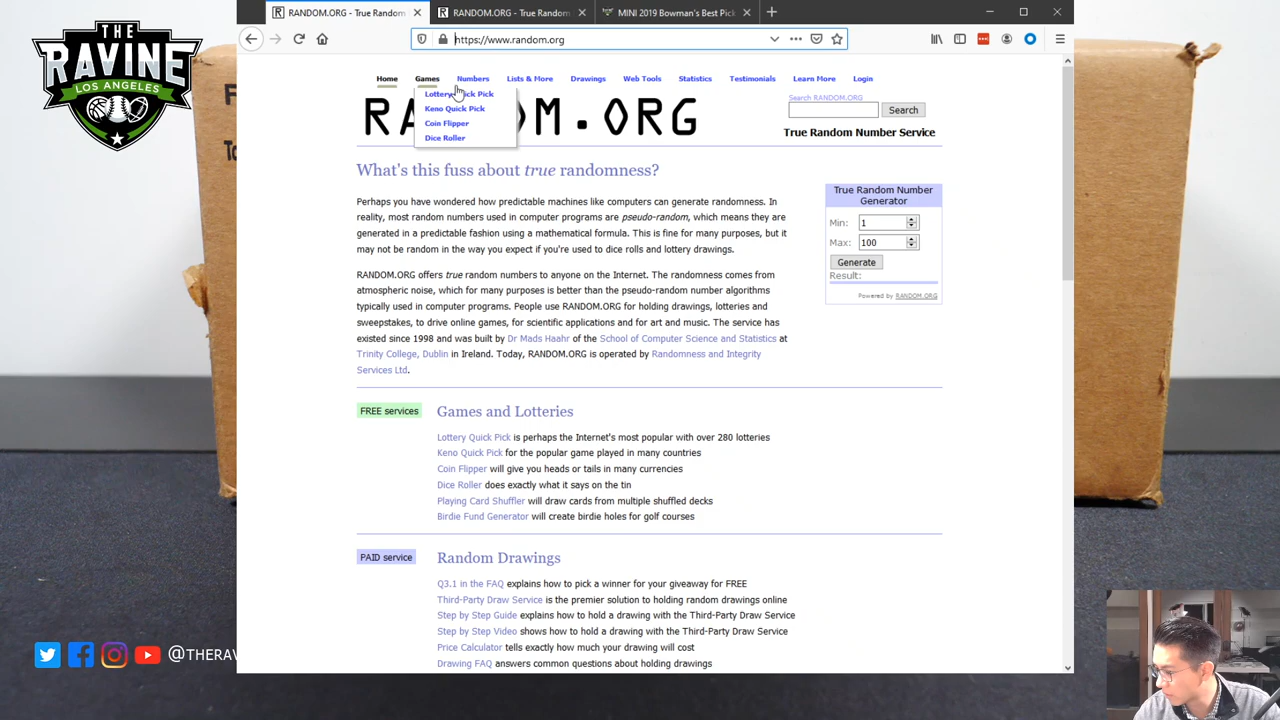 THE
RAVINE
LOS ANGELES
RANDOM.ORG - True Random
RANDOM.ORG - True Random
MINI 2019 Bowman's Best Pick
https://www.random.org
Home
Games
Numbers
Lists & More
Drawings
Web Tools
Statistics
Testimonials
Learn More
Login
Lottery Quick Pick
Keno Quick Pick
Coin Flipper
Dice Roller
Search RANDOM.ORG
Search
True Random Number Service
What's this fuss about true randomness?
Perhaps you have wondered how predictable machines like computers can generate randomness. In
reality, most random numbers used in computer programs are pseudo-random, which means they are
generated in a predictable fashion using a mathematical formula. This is fine for many purposes, but it
may not be random in the way you expect if you're used to dice rolls and lottery drawings.
RANDOM.ORG offers true random numbers to anyone on the Internet. The randomness comes from
atmospheric noise, which for many purposes is better than the pseudo-random number algorithms
typically used in computer programs. People use RANDOM.ORG for holding drawings, lotteries and
sweepstakes, to drive online games, for scientific applications and for art and music. The service has
existed since 1998 and was built by Dr Mads Haahr of the School of Computer Science and Statistics at
Trinity College, Dublin in Ireland. Today, RANDOM.ORG is operated by Randomness and Integrity
Services Ltd.
True Random Number
Generator
Min: 1
Max: 100
Generate
Result:
Powered by RANDOM.ORG
FREE services
Games and Lotteries
Lottery Quick Pick is perhaps the Internet's most popular with over 280 lotteries
Keno Quick Pick for the popular game played in many countries
Coin Flipper will give you heads or tails in many currencies
Dice Roller does exactly what it says on the tin
Playing Card Shuffler will draw cards from multiple shuffled decks
Birdie Fund Generator will create birdie holes for golf courses
PAID service
Random Drawings
Q3.1 in the FAQ explains how to pick a winner for your giveaway for FREE
Third-Party Draw Service is the premier solution to holding random drawings online
Step by Step Guide explains how to hold a drawing with the Third-Party Draw Service
Step by Step Video shows how to hold a drawing with the Third-Party Draw Service
Price Calculator tells exactly how much your drawing will cost
Drawing FAQ answers common questions about holding drawings
@THERAV